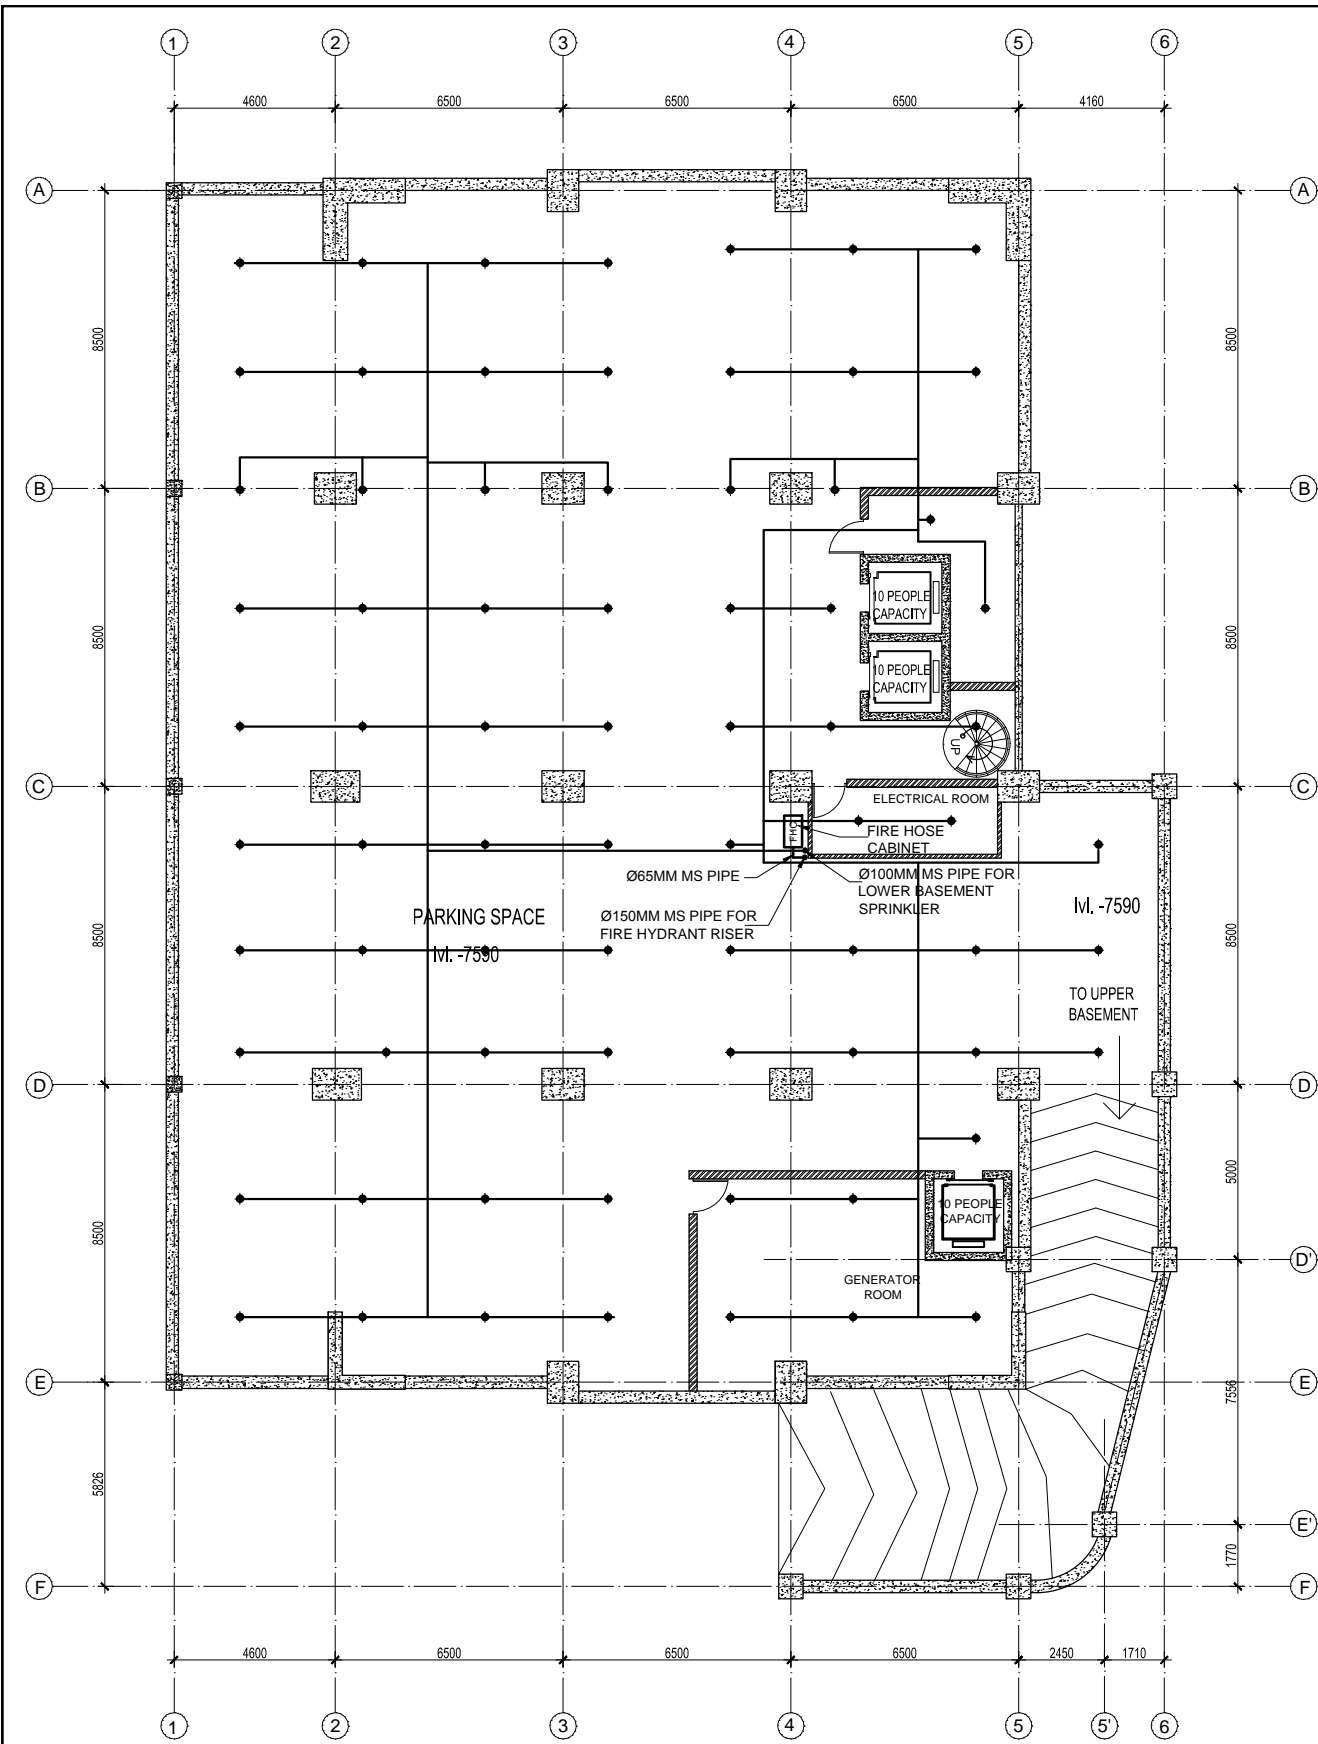 1 2 3 4 5 6
4600 6500 6500 6500 4160
A A
8500 8500
B B
10 PEOPLE
CAPACITY
8500 8500
10 PEOPLE
CAPACITY
UP
C C
ELECTRICAL ROOM
FHC
FIRE HOSE
CABINET
Ø65MM MS PIPE
Ø100MM MS PIPE FOR
LOWER BASEMENT
SPRINKLER
Ø150MM MS PIPE FOR
FIRE HYDRANT RISER
PARKING SPACE
lvl. -7590
lvl. -7590
8500 8500
TO UPPER
BASEMENT
D D
10 PEOPLE
CAPACITY
8500 5000
D'
GENERATOR
ROOM
E E
7556
5826
E'
1770
F F
4600 6500 6500 6500 2450 1710
1 2 3 4 5 5' 6